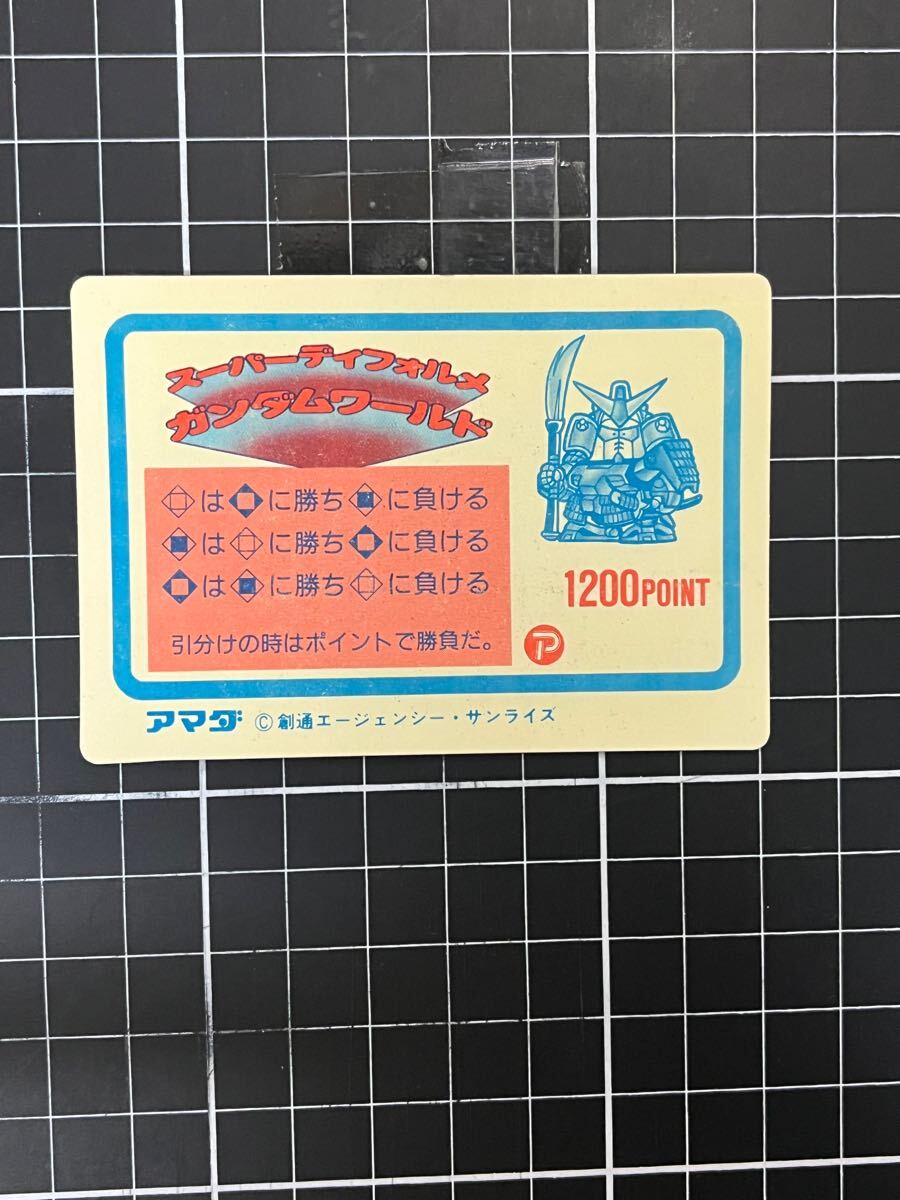 スーパーディフォルメ
ガンダムワールド
は に勝ち に負ける
は に勝ち に負ける
は に勝ち に負ける
引分けの時はポイントで勝負だ。
1200POINT
P
アマダ ©創通エージェンシー・サンライズ